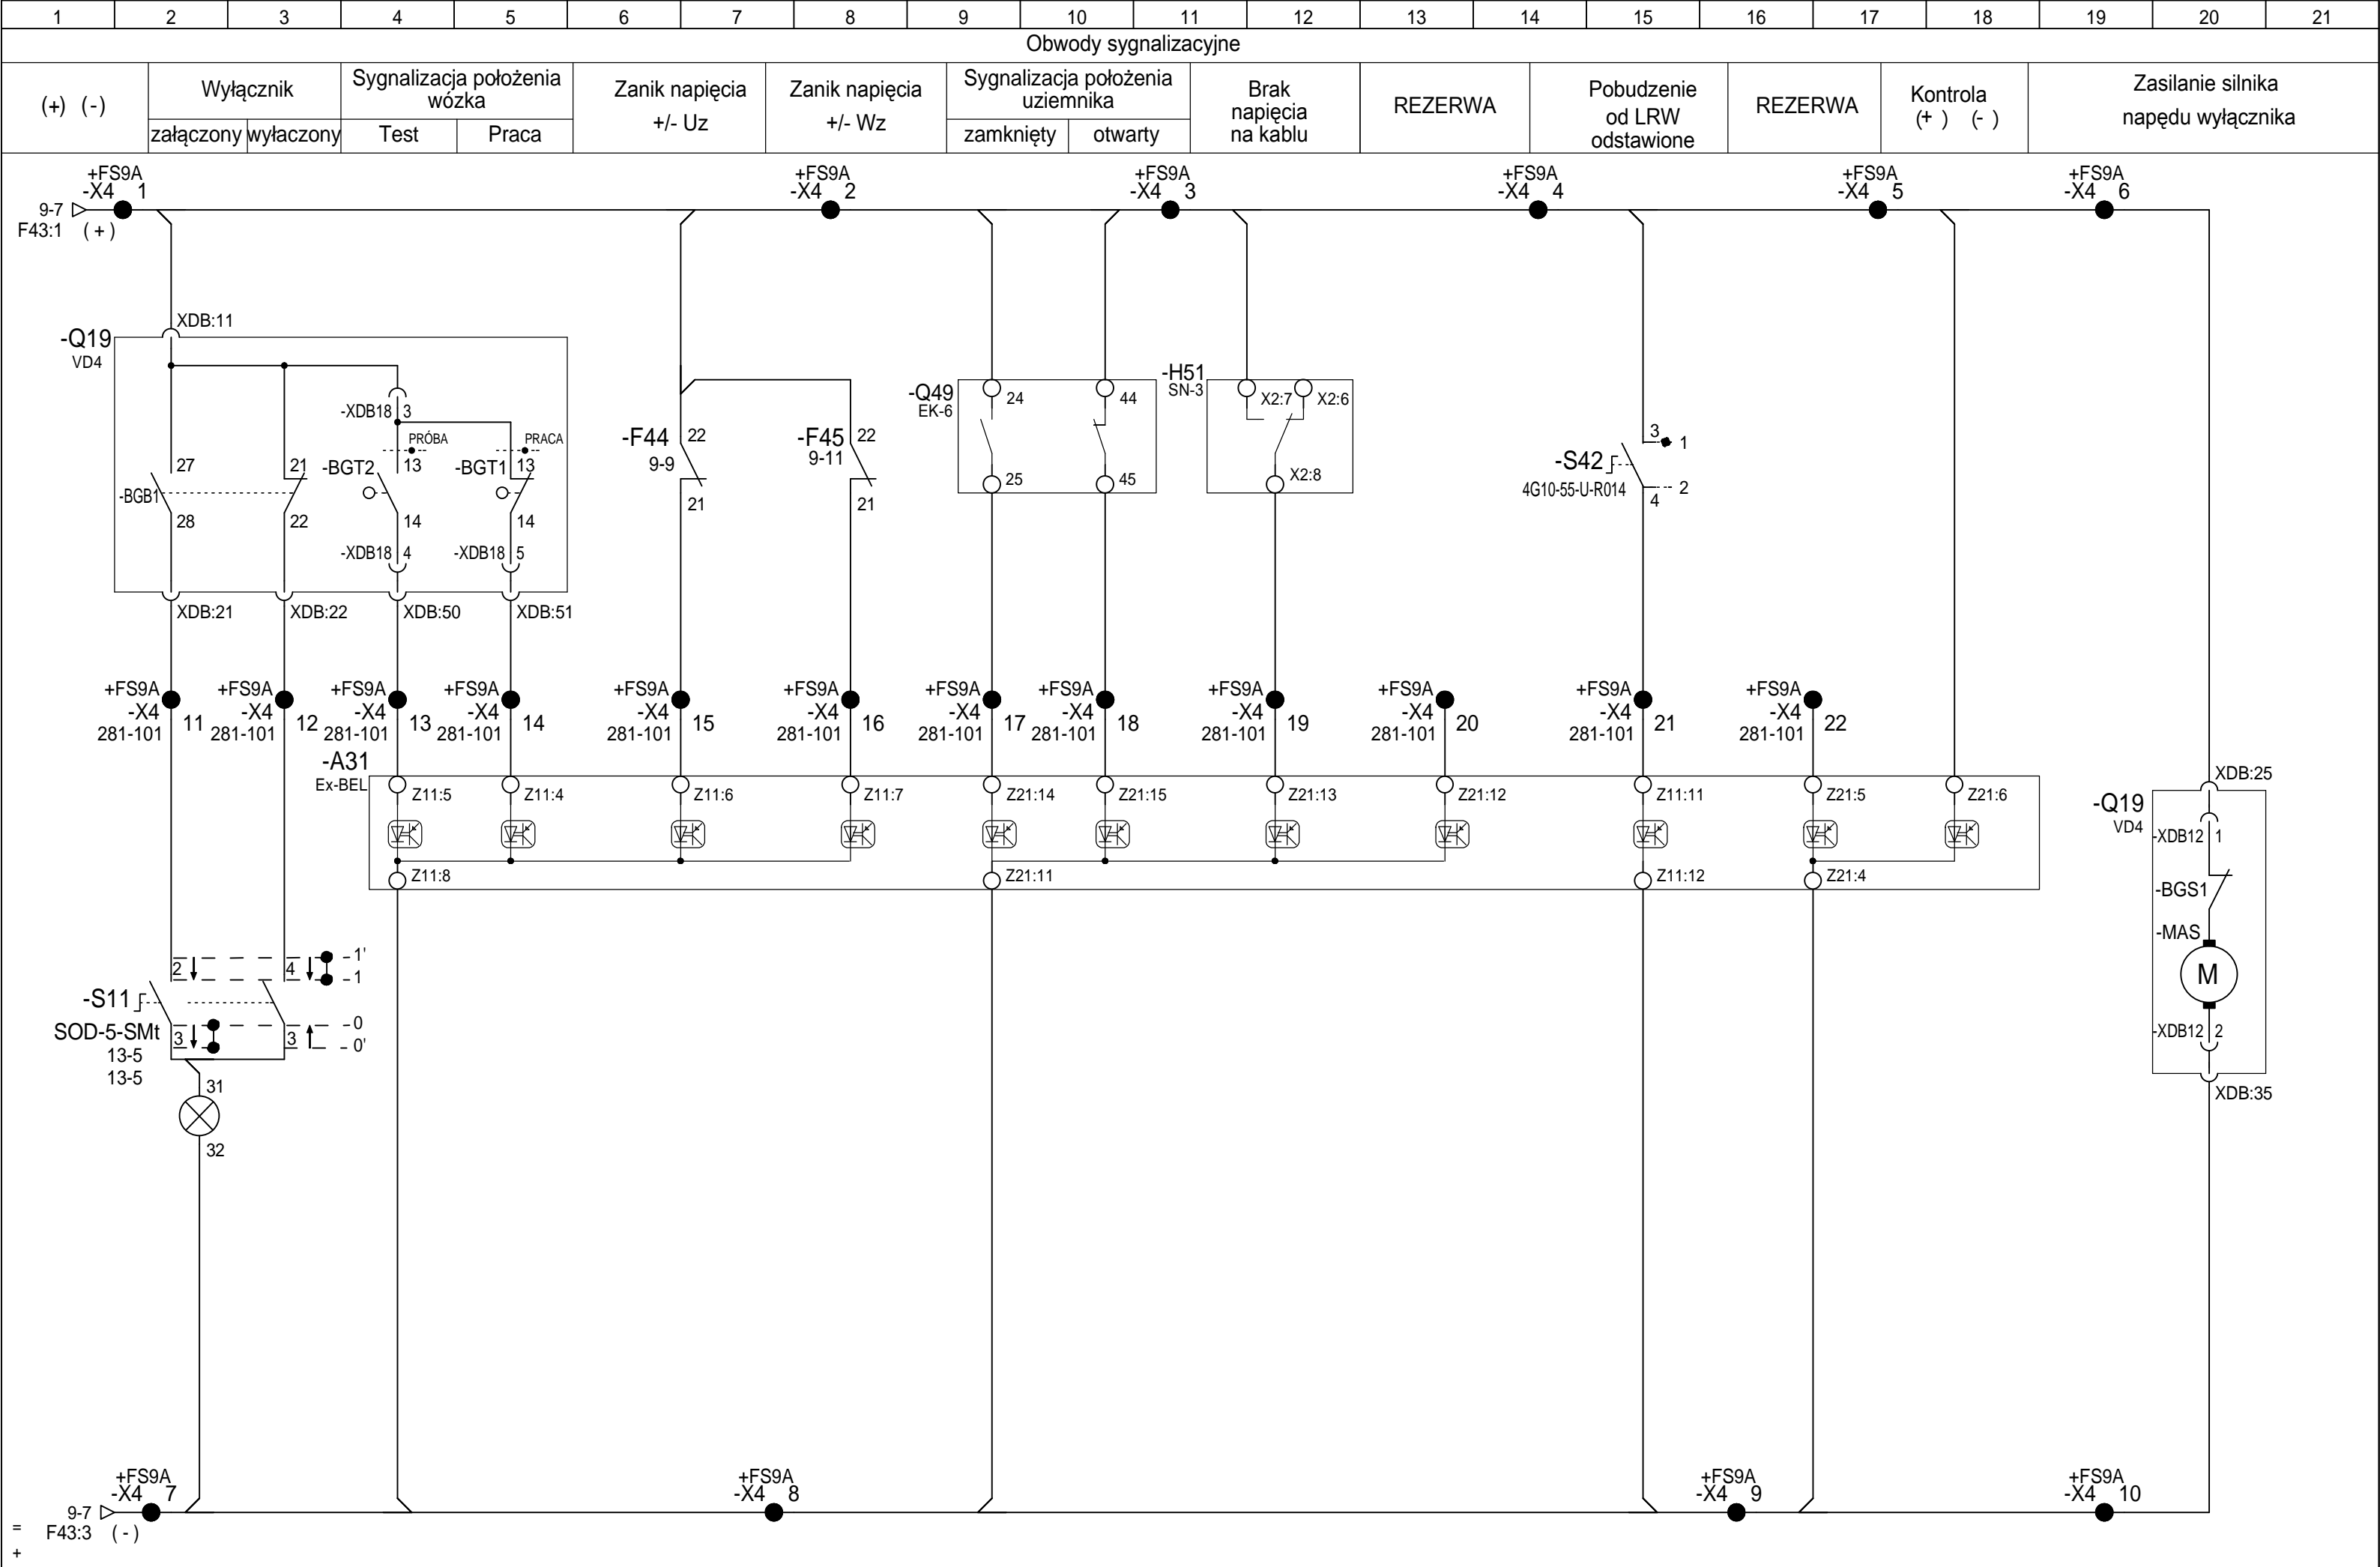 1 2 3 4 5 6 7 8 9 10 11 12 13 14 15 16 17 18 19 20 21
Obwody sygnalizacyjne
(+) (-)
Wyłącznik
załączony wyłaczony
Sygnalizacja położenia
wózka
Test Praca
Zanik napięcia
+/- Uz
Zanik napięcia
+/- Wz
Sygnalizacja położenia
uziemnika
zamknięty otwarty
Brak
napięcia
na kablu
REZERWA
Pobudzenie
od LRW
odstawione
REZERWA
Kontrola
(+ ) (- )
Zasilanie silnika
napędu wyłącznika
+FS9A
-X4 1
+FS9A
-X4 2
+FS9A
-X4 3
+FS9A
-X4 4
+FS9A
-X4 5
+FS9A
-X4 6
9-7
F43:1 (+)
XDB:11
-Q19
VD4
-XDB18 3
PRÓBA
PRACA
27
21
-BGT2 13
-BGT1 13
-BGB1
28
22
14
14
-XDB18 4
-XDB18 5
XDB:21
XDB:22
XDB:50
XDB:51
-F44 22
9-9
21
-F45 22
9-11
21
-Q49
EK-6
24
44
25
45
-H51
SN-3
X2:7 X2:6
X2:8
3
1
-S42
4G10-55-U-R014
2
4
+FS9A
-X4 11
281-101
+FS9A
-X4 12
281-101
+FS9A
-X4 13
281-101
+FS9A
-X4 14
281-101
+FS9A
-X4 15
281-101
+FS9A
-X4 16
281-101
+FS9A
-X4 17
281-101
+FS9A
-X4 18
281-101
+FS9A
-X4 19
281-101
+FS9A
-X4 20
281-101
+FS9A
-X4 21
281-101
+FS9A
-X4 22
281-101
-A31
Ex-BEL
Z11:5
Z11:4
Z11:6
Z11:7
Z21:14
Z21:15
Z21:13
Z21:12
Z11:11
Z21:5
Z21:6
Z11:8
Z21:11
Z11:12
Z21:4
XDB:25
-Q19
VD4
-XDB12 1
-BGS1
-MAS
M
-XDB12 2
XDB:35
2
4
1'
1
-S11
SOD-5-SMt
13-5
13-5
3
3
0
0'
31
32
+FS9A
-X4 7
+FS9A
-X4 8
+FS9A
-X4 9
+FS9A
-X4 10
9-7
F43:3 (-)
=
+